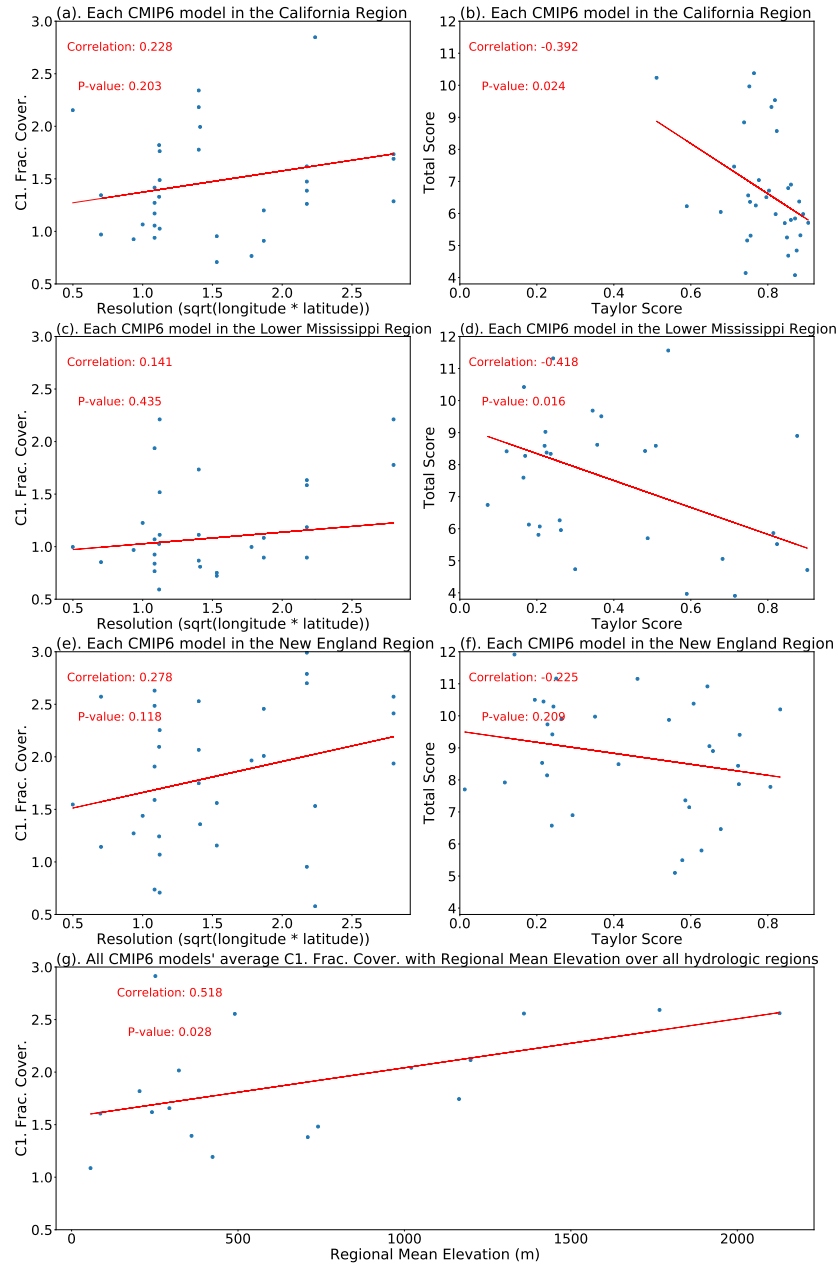 (a). Each CMIP6 model in the California Region
Correlation: 0.228
P-value: 0.203
C1. Frac. Cover.
3.0
2.5
2.0
1.5
1.0
0.5
0.5 1.0 1.5 2.0 2.5
Resolution (sqrt(longitude * latitude))
(b). Each CMIP6 model in the California Region
Correlation: -0.392
P-value: 0.024
Total Score
12
11
10
9
8
7
6
5
4
0.0 0.2 0.4 0.6 0.8
Taylor Score
(c). Each CMIP6 model in the Lower Mississippi Region
Correlation: 0.141
P-value: 0.435
C1. Frac. Cover.
3.0
2.5
2.0
1.5
1.0
0.5
0.5 1.0 1.5 2.0 2.5
Resolution (sqrt(longitude * latitude))
(d). Each CMIP6 model in the Lower Mississippi Region
Correlation: -0.418
P-value: 0.016
Total Score
12
11
10
9
8
7
6
5
4
0.0 0.2 0.4 0.6 0.8
Taylor Score
(e). Each CMIP6 model in the New England Region
Correlation: 0.278
P-value: 0.118
C1. Frac. Cover.
3.0
2.5
2.0
1.5
1.0
0.5
0.5 1.0 1.5 2.0 2.5
Resolution (sqrt(longitude * latitude))
(f). Each CMIP6 model in the New England Region
Correlation: -0.225
P-value: 0.209
Total Score
12
11
10
9
8
7
6
5
4
0.0 0.2 0.4 0.6 0.8
Taylor Score
(g). All CMIP6 models' average C1. Frac. Cover. with Regional Mean Elevation over all hydrologic regions
Correlation: 0.518
P-value: 0.028
C1. Frac. Cover.
3.0
2.5
2.0
1.5
1.0
0.5
0 500 1000 1500 2000
Regional Mean Elevation (m)